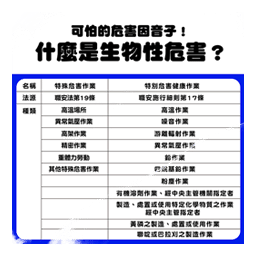 可怕的危害因音子！
什麼是生物性危害？
名稱 特殊危害作業 特別危害健康作業
法源 職安法第19條 職安施行細則第17條
種類 高溫場所 高溫作業
異常氣壓作業 噪音作業
高架作業 游離輻射作業
精密作業 異常氣壓作業
重體力勞動 鉛作業
其他特殊危害作業 四烷基鉛作業
粉塵作業
有機溶劑作業、經中央主管機關指定者
製造、處置或使用特定化學物質之作業
經中央主管指定者
黃磷之製造、處置或使用作業
聯啶或巴拉刈之製造作業